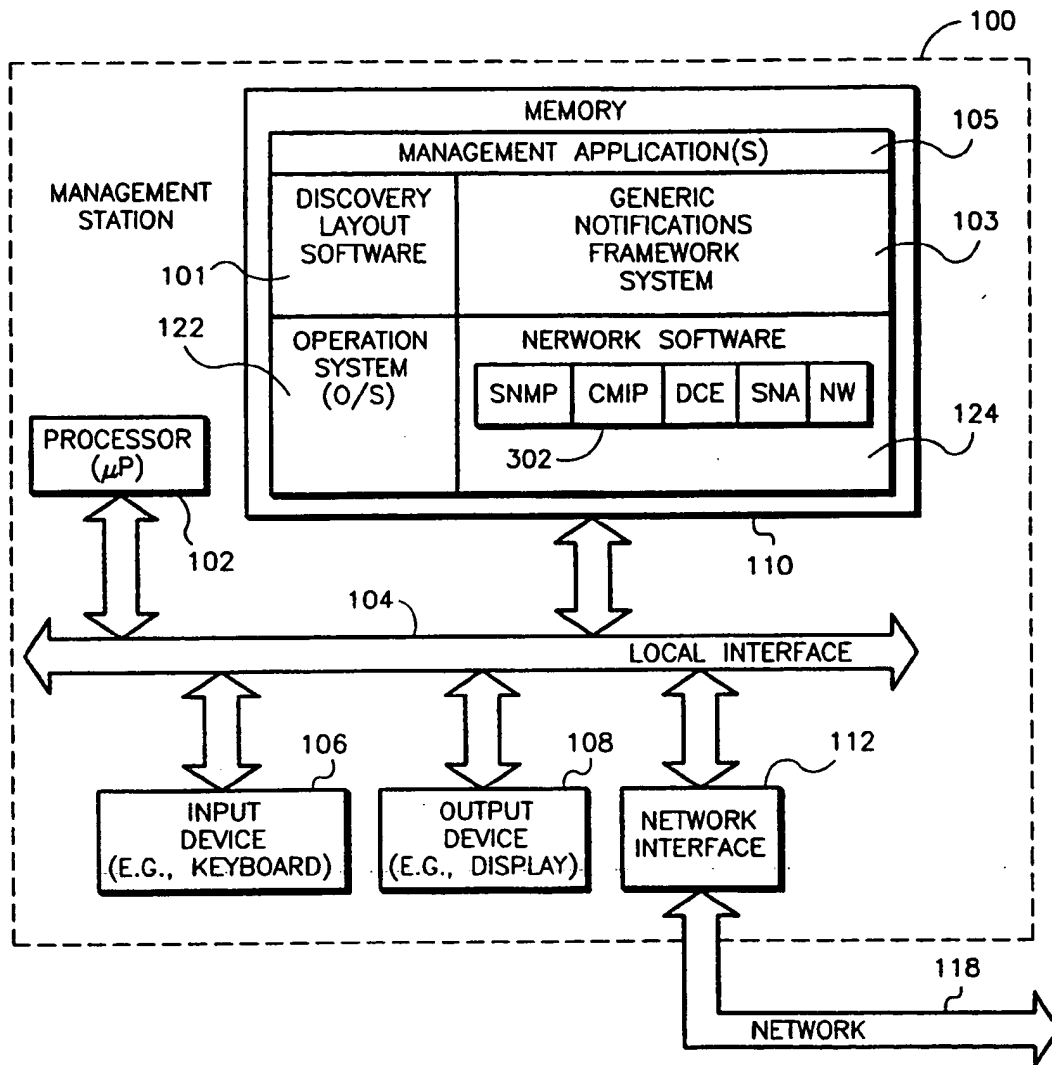 100
MEMORY
105
MANAGEMENT APPLICATION(S)
MANAGEMENT
STATION
DISCOVERY
LAYOUT
SOFTWARE
101
GENERIC
NOTIFICATIONS
FRAMEWORK
SYSTEM
103
122
OPERATION
SYSTEM
(O/S)
NERWORK SOFTWARE
SNMP CMIP DCE SNA NW
302
124
PROCESSOR
(μP)
102
110
104
LOCAL INTERFACE
106
108
112
INPUT
DEVICE
(E.G., KEYBOARD)
OUTPUT
DEVICE
(E.G., DISPLAY)
NETWORK
INTERFACE
118
NETWORK